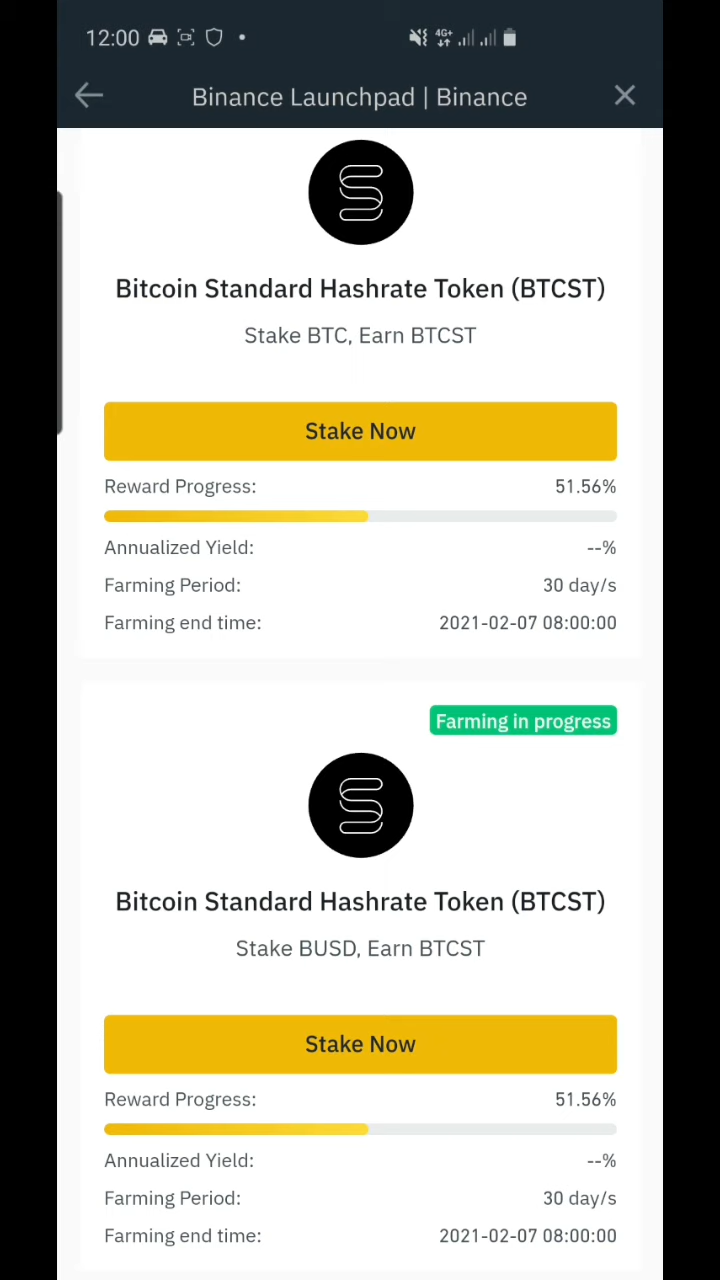 12:00 4G+
Binance Launchpad | Binance
Bitcoin Standard Hashrate Token (BTCST)
Stake BTC, Earn BTCST
Stake Now
Reward Progress: 51.56%
Annualized Yield: --%
Farming Period: 30 day/s
Farming end time: 2021-02-07 08:00:00
Farming in progress
Bitcoin Standard Hashrate Token (BTCST)
Stake BUSD, Earn BTCST
Stake Now
Reward Progress: 51.56%
Annualized Yield: --%
Farming Period: 30 day/s
Farming end time: 2021-02-07 08:00:00